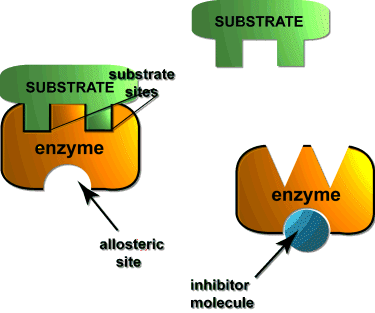 SUBSTRATE
SUBSTRATE
substrate
sites
enzyme
allosteric
site
enzyme
inhibitor
molecule